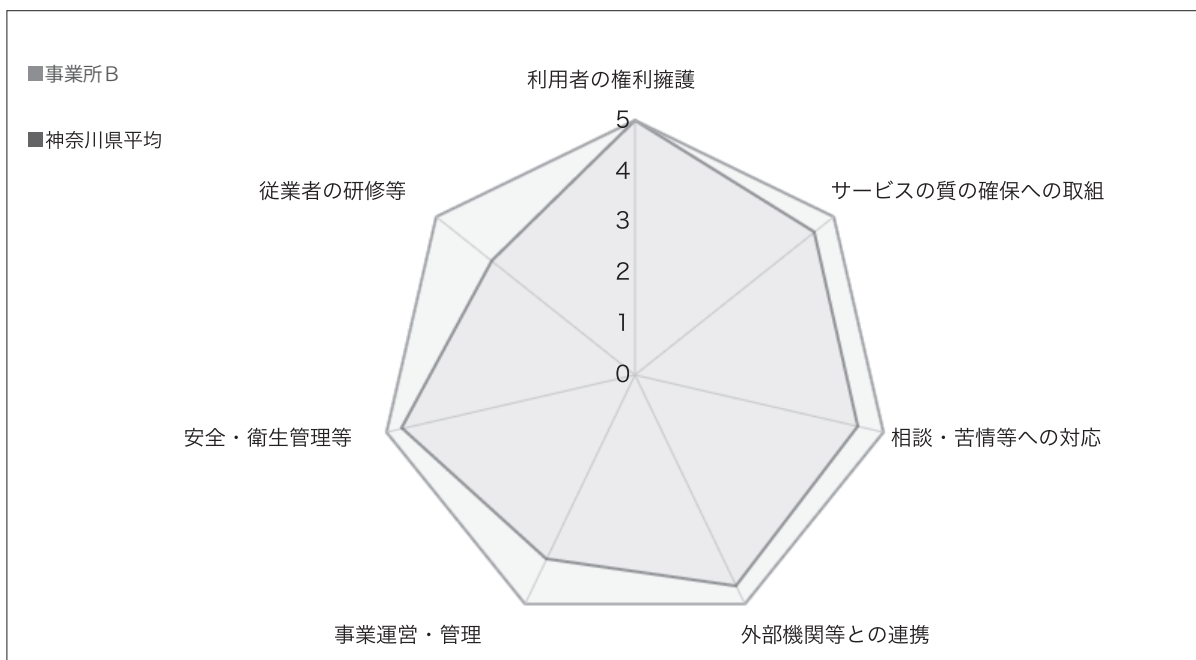 ■事業所B
■神奈川県平均
利用者の権利擁護
サービスの質の確保への取組
相談・苦情等への対応
外部機関等との連携
事業運営・管理
安全・衛生管理等
従業者の研修等
5
4
3
2
1
0